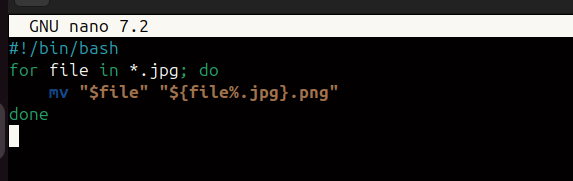 GNU nano 7.2
#!/bin/bash
for file in *.jpg; do
    mv "$file" "${file%.jpg}.png"
done